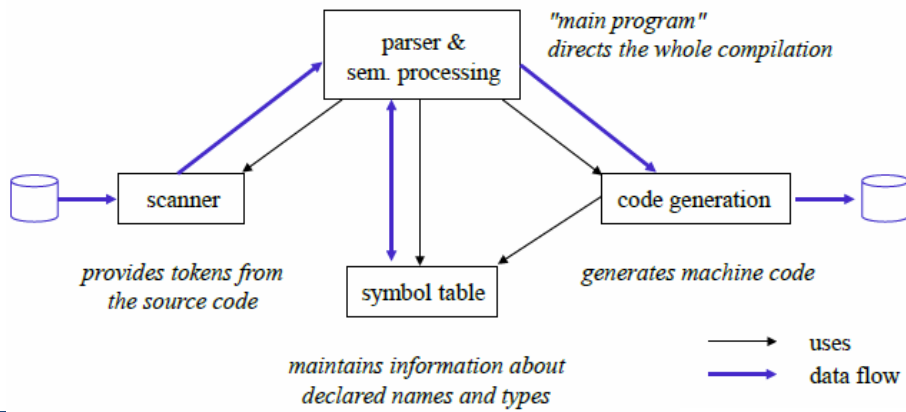 parser &
sem. processing
"main program"
directs the whole compilation
scanner
code generation
provides tokens from
the source code
symbol table
generates machine code
maintains information about
declared names and types
uses
data flow